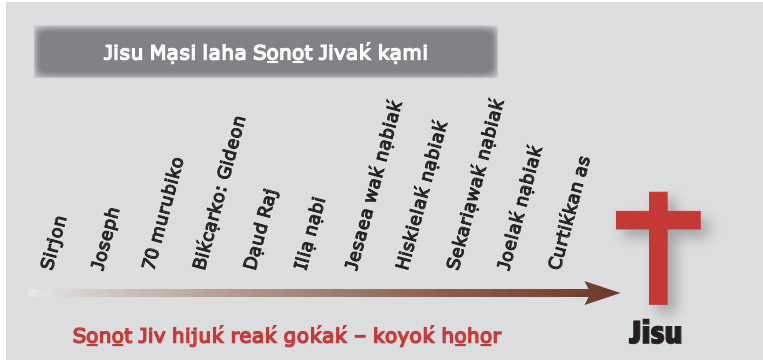 Jisu Mạsi laha So̱no̱t Jivaḱ kạmi
Sirjon
Joseph
70 murubiko
Biḱcạrko: Gideon
Dạud Raj
Iliạ nạbi
Jesaea waḱ nạbiaḱ
Hiskielaḱ nạbiaḱ
Sekariạwaḱ nạbiaḱ
Joelaḱ nạbiaḱ
Curtiḱkan as
So̱no̱t Jiv hijuḱ reaḱ goḱaḱ – koyoḱ ho̱ho̱r
Jisu